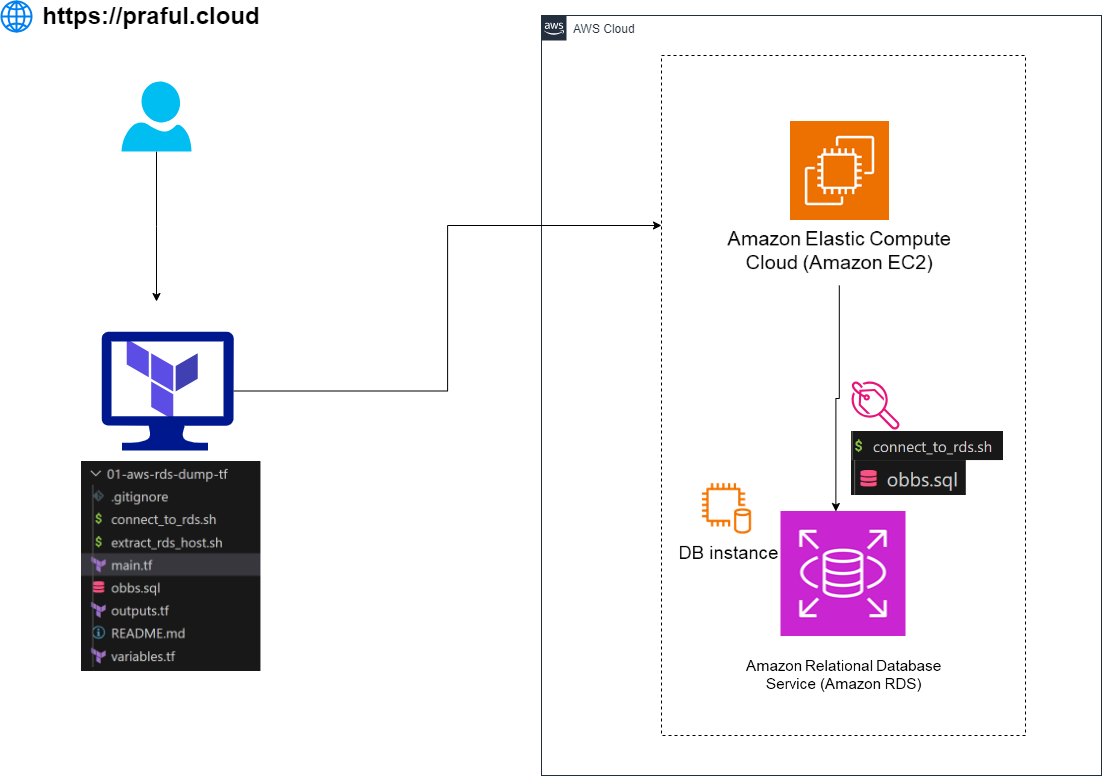 https://praful.cloud
aws
AWS Cloud
Amazon Elastic Compute
Cloud (Amazon EC2)
01-aws-rds-dump-tf
.gitignore
$ connect_to_rds.sh
$ extract_rds_host.sh
main.tf
obbs.sql
outputs.tf
README.md
variables.tf
$ connect_to_rds.sh
obbs.sql
DB instance
Amazon Relational Database
Service (Amazon RDS)